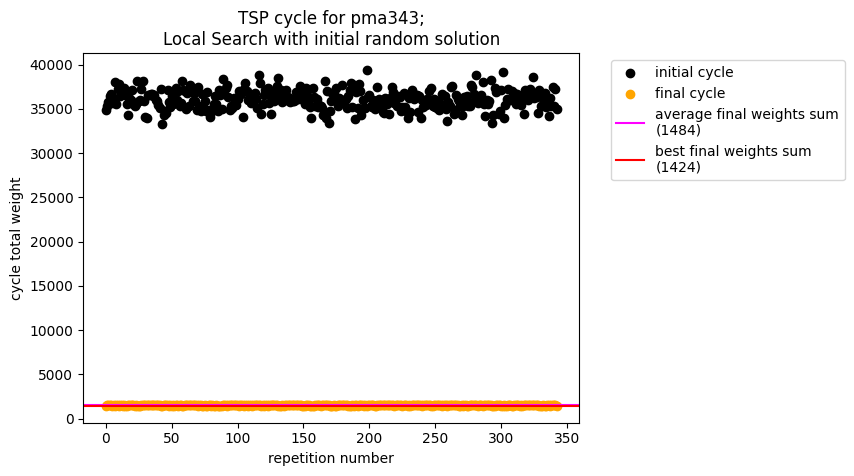 TSP cycle for pma343;
Local Search with initial random solution
40000
35000
30000
25000
20000
15000
10000
5000
0
cycle total weight
0 50 100 150 200 250 300 350
repetition number
initial cycle
final cycle
average final weights sum
(1484)
best final weights sum
(1424)